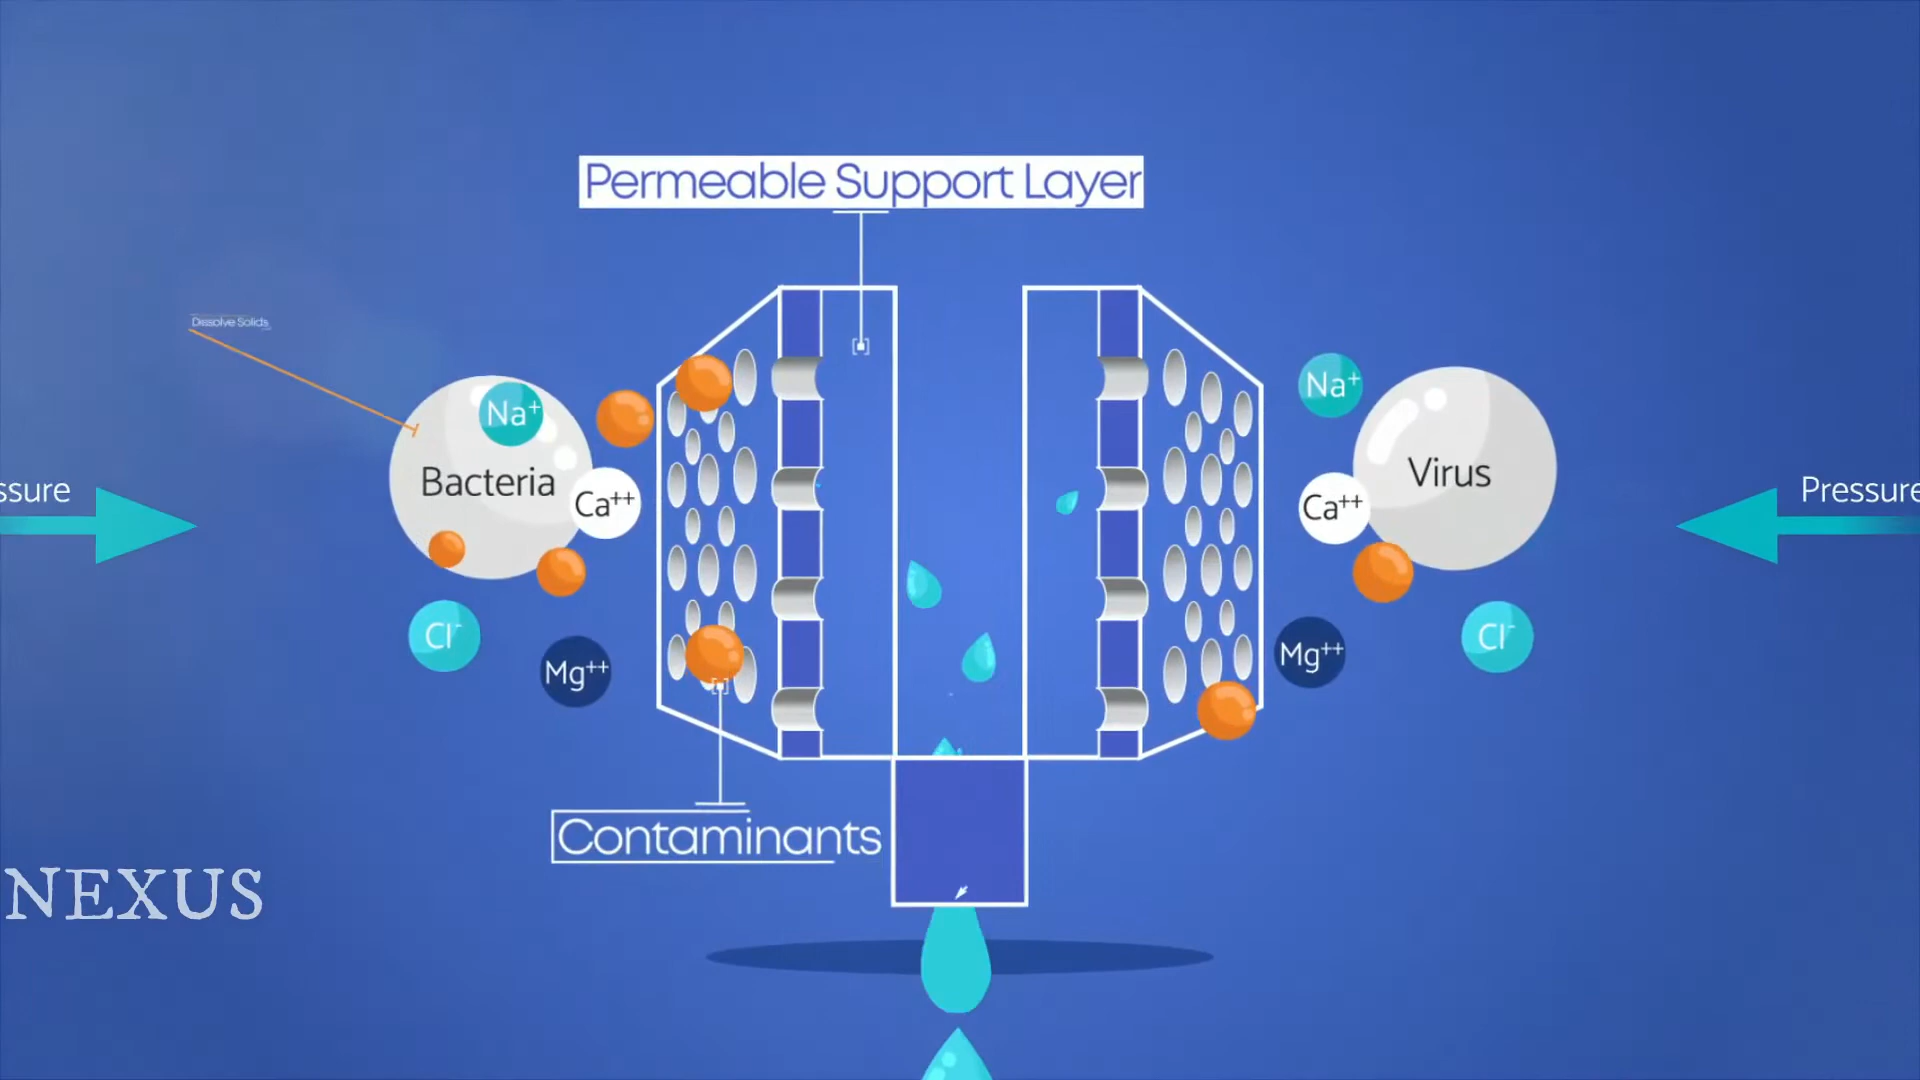 Permeable Support Layer
Dissolve Solids
Na⁺
Na⁺
Bacteria
Virus
Ca⁺⁺
Ca⁺⁺
ssure
Pressure
Cl⁻
Cl⁻
Mg⁺⁺
Mg⁺⁺
Contaminants
NEXUS